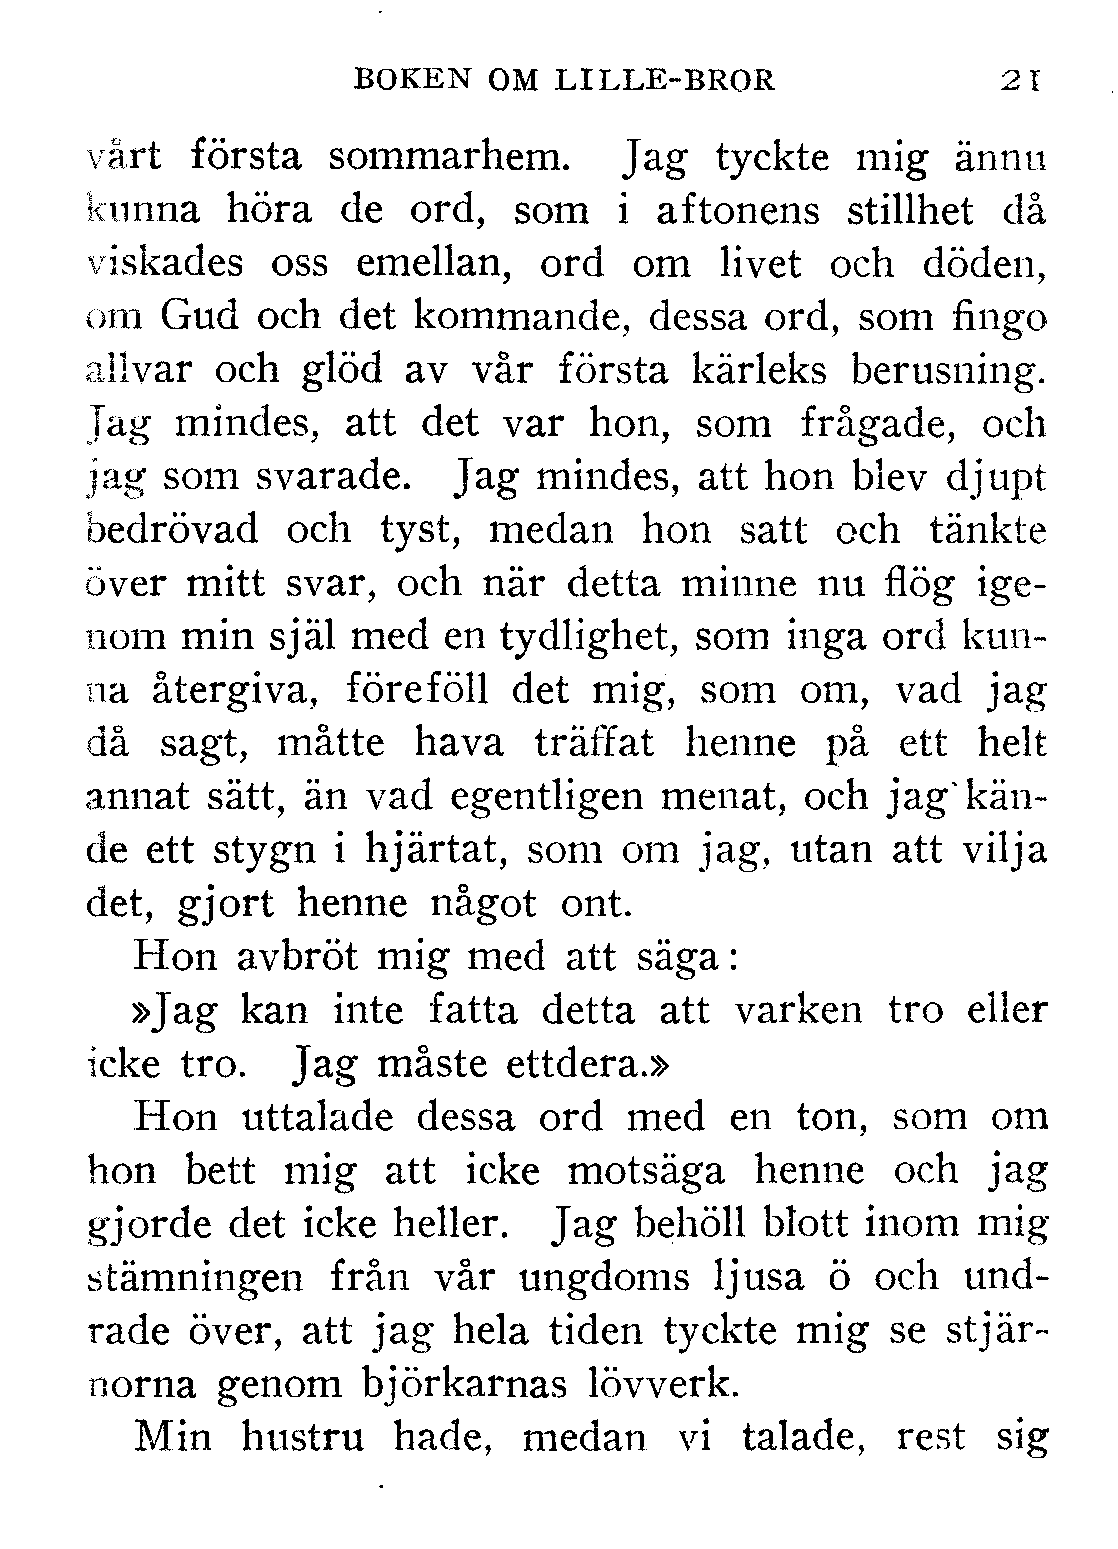 BOKEN OM LILLE-BROR 21
vårt första sommarhem. Jag tyckte mig ännu
kunna höra de ord, som i aftonens stillhet då
viskades oss emellan, ord om livet och döden,
om Gud och det kommande, dessa ord, som fingo
allvar och glöd av vår första kärleks berusning.
Jag mindes, att det var hon, som frågade, och
jag som svarade. Jag mindes, att hon blev djupt
bedrövad och tyst, medan hon satt och tänkte
över mitt svar, och när detta minne nu flög ige-
nom min själ med en tydlighet, som inga ord kun-
na återgiva, föreföll det mig, som om, vad jag
då sagt, måtte hava träffat henne på ett helt
annat sätt, än vad egentligen menat, och jag kän-
de ett stygn i hjärtat, som om jag, utan att vilja
det, gjort henne något ont.
Hon avbröt mig med att säga:
»Jag kan inte fatta detta att varken tro eller
icke tro. Jag måste ettdera.»
Hon uttalade dessa ord med en ton, som om
hon bett mig att icke motsäga henne och jag
gjorde det icke heller. Jag behöll blott inom mig
stämningen från vår ungdoms ljusa ö och und-
rade över, att jag hela tiden tyckte mig se stjär-
norna genom björkarnas lövverk.
Min hustru hade, medan vi talade, rest sig